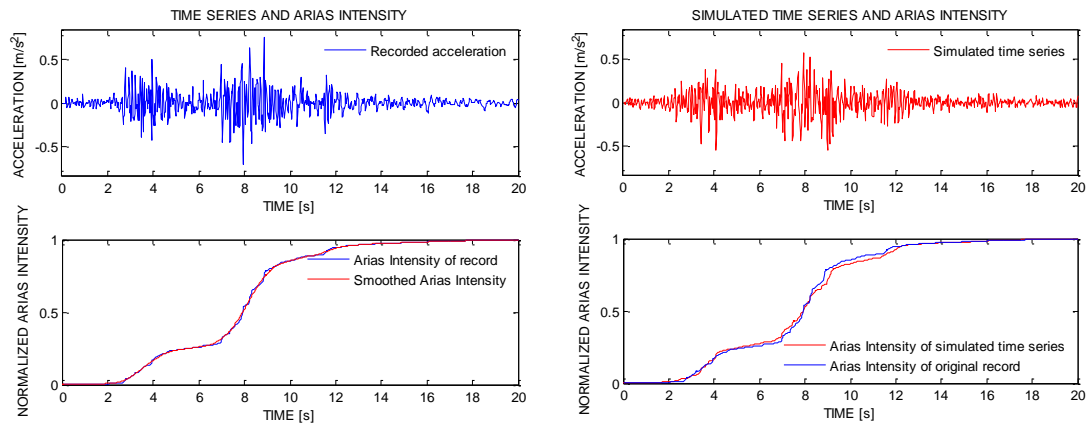 TIME SERIES AND ARIAS INTENSITY
ACCELERATION [m/s²]
0.5
0
-0.5
Recorded acceleration
0 2 4 6 8 10 12 14 16 18 20
TIME [s]
NORMALIZED ARIAS INTENSITY
1
0.5
0
Arias Intensity of record
Smoothed Arias Intensity
0 2 4 6 8 10 12 14 16 18 20
TIME [s]
SIMULATED TIME SERIES AND ARIAS INTENSITY
ACCELERATION [m/s²]
0.5
0
-0.5
Simulated time series
0 2 4 6 8 10 12 14 16 18 20
TIME [s]
NORMALIZED ARIAS INTENSITY
1
0.5
0
Arias Intensity of simulated time series
Arias Intensity of original record
0 2 4 6 8 10 12 14 16 18 20
TIME [s]